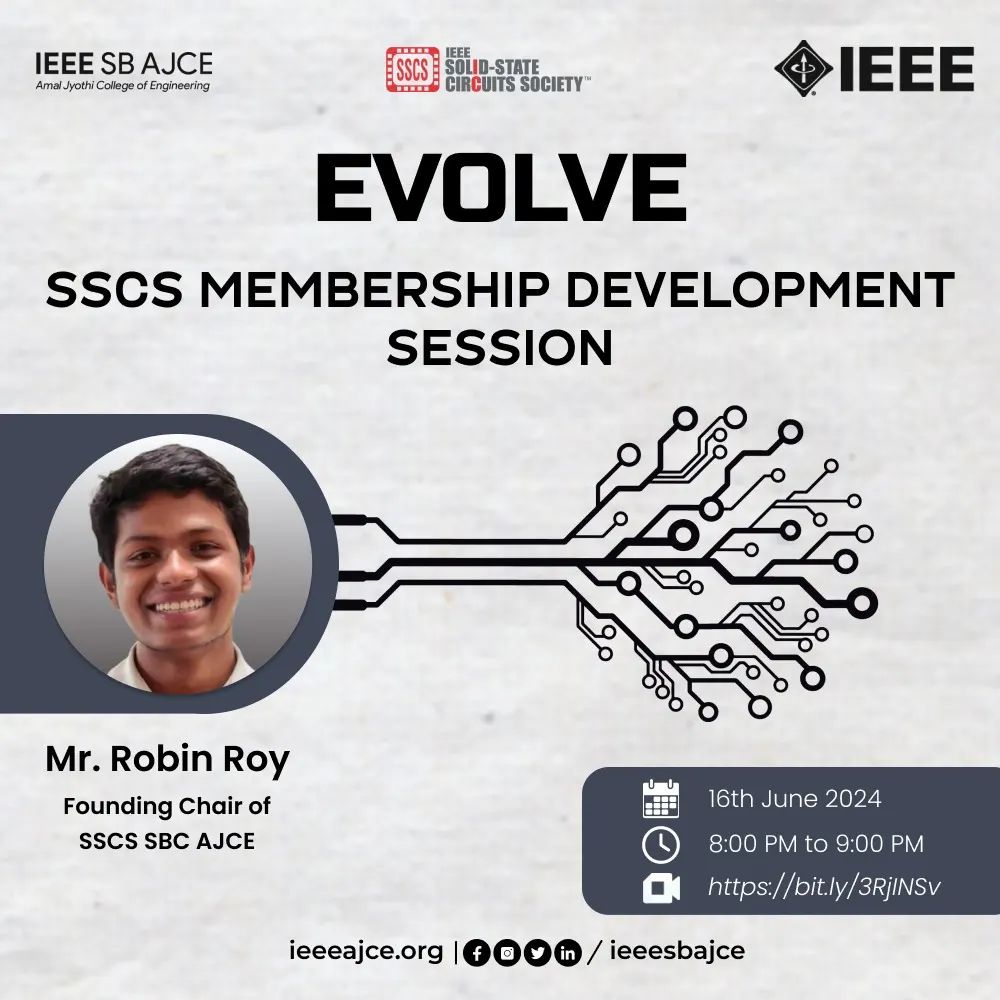 IEEE SB AJCE
Amal Jyothi College of Engineering
SSCS
IEEE
SOLID-STATE
CIRCUITS SOCIETY™
IEEE
EVOLVE
SSCS MEMBERSHIP DEVELOPMENT
SESSION
Mr. Robin Roy
Founding Chair of
SSCS SBC AJCE
16th June 2024
8:00 PM to 9:00 PM
https://bit.ly/3RjINSv
ieeeajce.org | / ieeesbajce